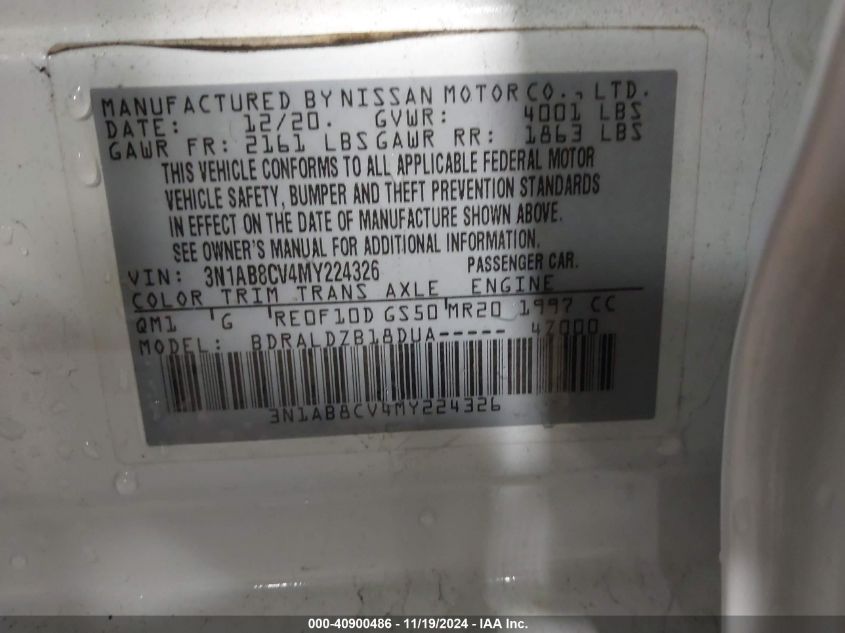 MANUFACTURED BY NISSAN MOTOR CO., LTD.
DATE: 12/20. GVWR: 4001 LBS
GAWR FR: 2161 LBS GAWR RR: 1863 LBS
THIS VEHICLE CONFORMS TO ALL APPLICABLE FEDERAL MOTOR
VEHICLE SAFETY, BUMPER AND THEFT PREVENTION STANDARDS
IN EFFECT ON THE DATE OF MANUFACTURE SHOWN ABOVE.
SEE OWNER'S MANUAL FOR ADDITIONAL INFORMATION.
VIN: 3N1AB8CV4MY224326 PASSENGER CAR.
COLOR TRIM TRANS AXLE ENGINE
QM1 G RE0F10D GS50 MR20 1997 CC
MODEL: BDRALDZB18DUA----- 47000
3N1AB8CV4MY224326
000-40900486 - 11/19/2024 - IAA Inc.